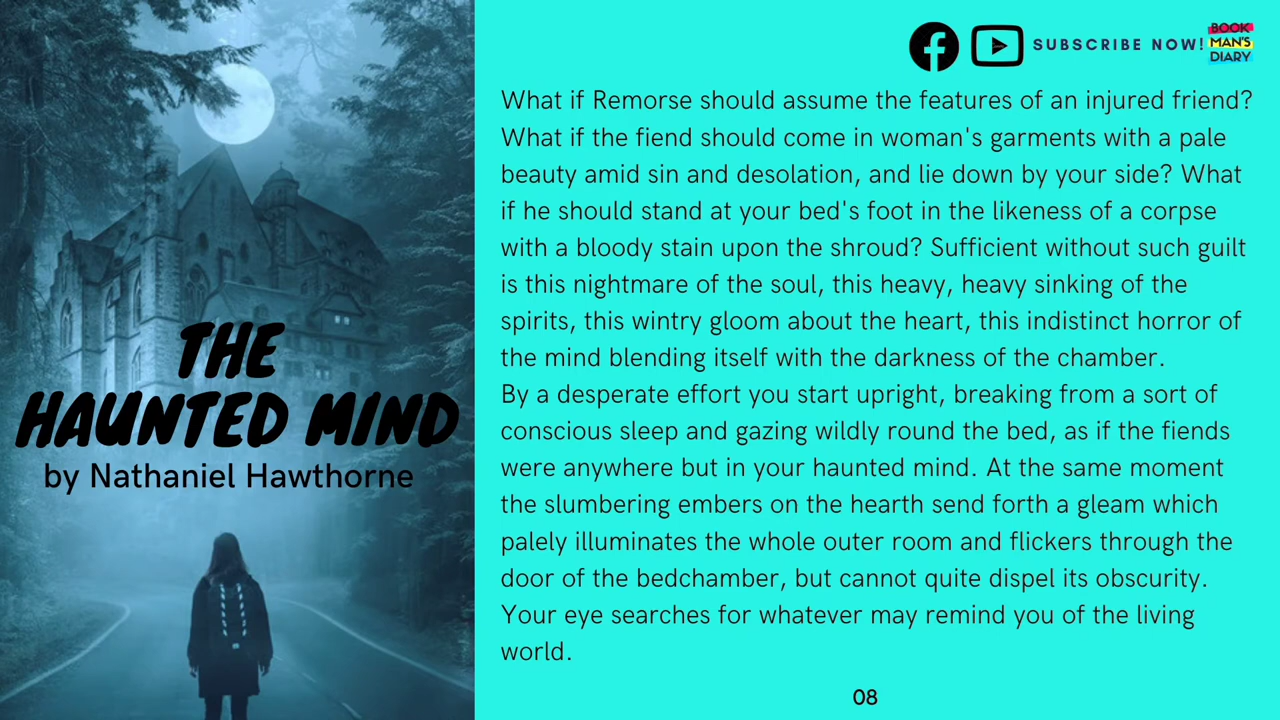 THE
HAUNTED MIND
by Nathaniel Hawthorne
SUBSCRIBE NOW!
BOOK
MAN'S
DIARY
What if Remorse should assume the features of an injured friend?
What if the fiend should come in woman's garments with a pale
beauty amid sin and desolation, and lie down by your side? What
if he should stand at your bed's foot in the likeness of a corpse
with a bloody stain upon the shroud? Sufficient without such guilt
is this nightmare of the soul, this heavy, heavy sinking of the
spirits, this wintry gloom about the heart, this indistinct horror of
the mind blending itself with the darkness of the chamber.
By a desperate effort you start upright, breaking from a sort of
conscious sleep and gazing wildly round the bed, as if the fiends
were anywhere but in your haunted mind. At the same moment
the slumbering embers on the hearth send forth a gleam which
palely illuminates the whole outer room and flickers through the
door of the bedchamber, but cannot quite dispel its obscurity.
Your eye searches for whatever may remind you of the living
world.
08